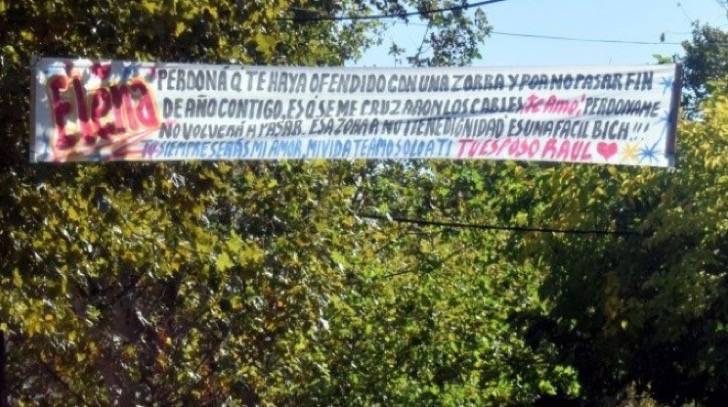 Elena PERDONÁ Q TE HAYA OFENDIDO CON UNA ZORRA Y POR NO PASAR FIN
DE AÑO CONTIGO, ES Q SE ME CRUZARON LOS CABLES, Te Amo, PERDONAME
NO VOLVERÁ A PASAR. ESA ZORRA NO TIENE DIGNIDAD ES UNA FACIL BICH!!!
TU SIEMPRE SERÁS MI AMOR, MI VIDA TE AMO SOLO A TI TU ESPOSO RAUL